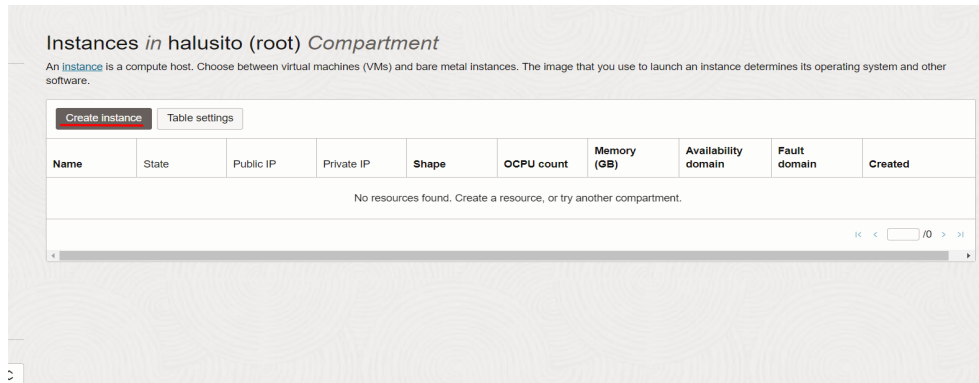 Instances in halusito (root) Compartment
An instance is a compute host. Choose between virtual machines (VMs) and bare metal instances. The image that you use to launch an instance determines its operating system and other
software.
Create instance Table settings
Name State Public IP Private IP Shape OCPU count Memory (GB) Availability domain Fault domain Created
No resources found. Create a resource, or try another compartment.
/0